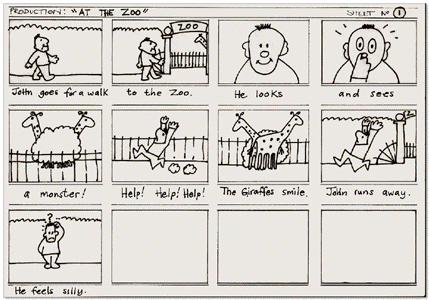 PRODUCTION: "AT THE ZOO" SHEET No 1
ZOO
John goes for a walk to the Zoo. He looks and sees
a monster! Help! Help! Help! The Giraffes smile. John runs away.
?
He feels silly.